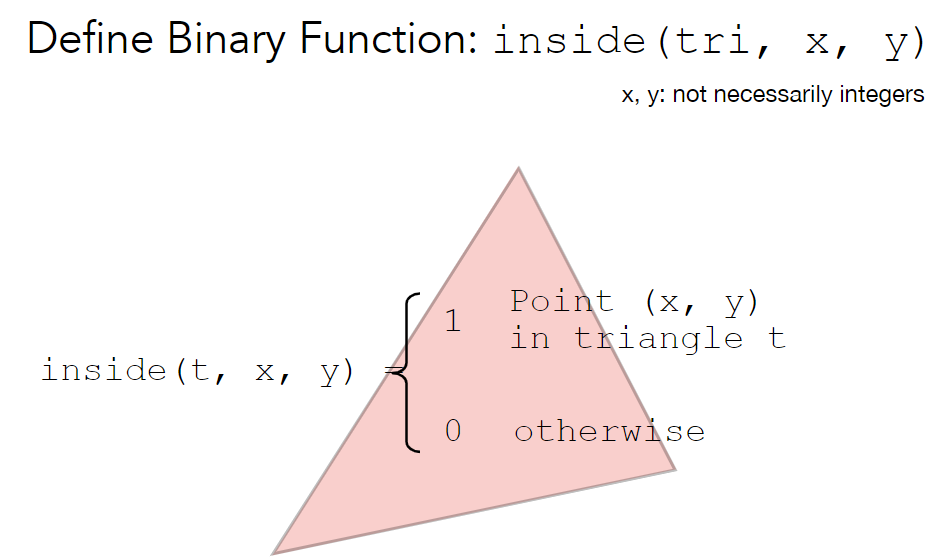 Define Binary Function: inside(tri, x, y)
x, y: not necessarily integers
Point (x, y)
1
in triangle t
inside(t, x, y) =
0 otherwise